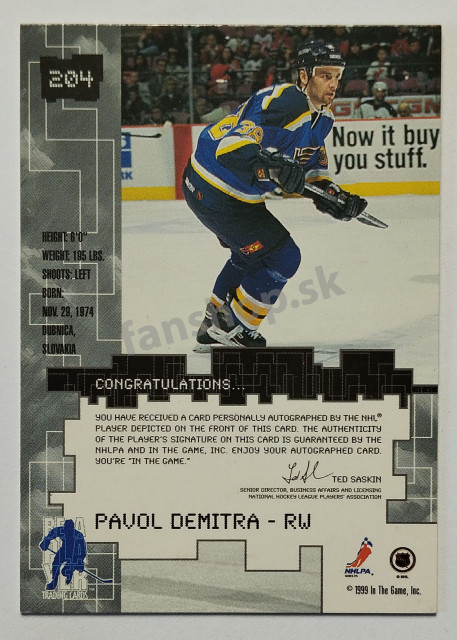 204
Now it buy
you stuff.
HEIGHT: 6'0"
WEIGHT: 195 LBS.
SHOOTS: LEFT
BORN:
NOV. 29, 1974
DUBNICA,
SLOVAKIA
fanshop.sk
CONGRATULATIONS...
YOU HAVE RECEIVED A CARD PERSONALLY AUTOGRAPHED BY THE NHL®
PLAYER DEPICTED ON THE FRONT OF THIS CARD. THE AUTHENTICITY
OF THE PLAYER'S SIGNATURE ON THIS CARD IS GUARANTEED BY THE
NHLPA AND IN THE GAME, INC. ENJOY YOUR AUTOGRAPHED CARD.
YOU'RE "IN THE GAME."
TED SASKIN
SENIOR DIRECTOR, BUSINESS AFFAIRS AND LICENSING
NATIONAL HOCKEY LEAGUE PLAYERS' ASSOCIATION
PAVOL DEMITRA - RW
BE A
PLAYER
TRADING CARDS
NHLPA
© NHL
© 1999 In The Game, Inc.